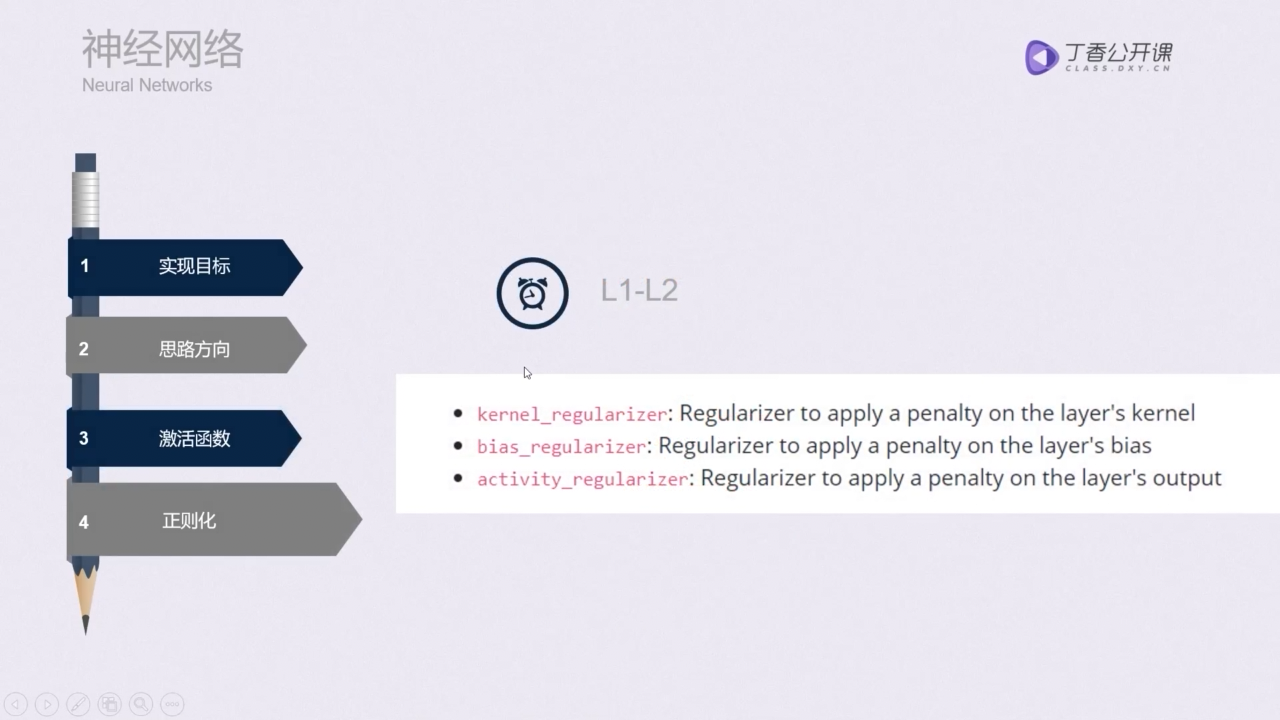 神经网络
Neural Networks
丁香公开课
CLASS.DXY.CN
1 实现目标
2 思路方向
3 激活函数
4 正则化
L1-L2
• kernel_regularizer: Regularizer to apply a penalty on the layer's kernel
• bias_regularizer: Regularizer to apply a penalty on the layer's bias
• activity_regularizer: Regularizer to apply a penalty on the layer's output